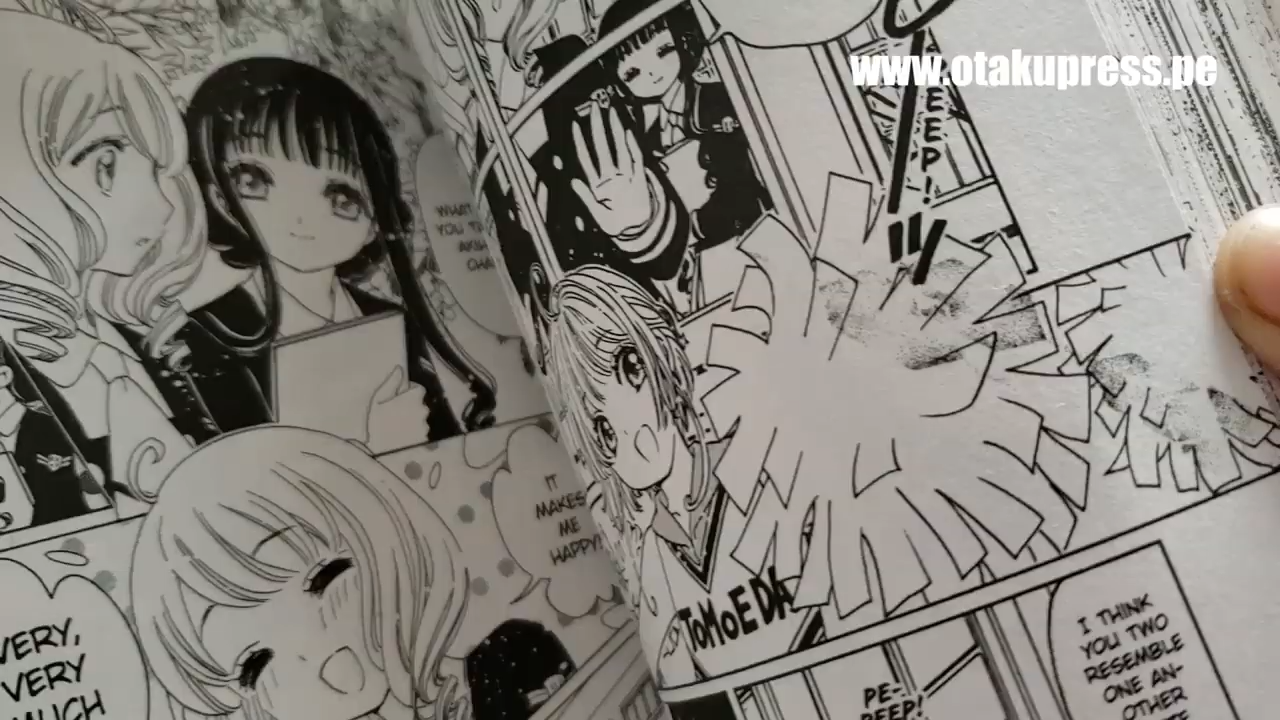 www.otakupress.pe
WHAT
YOU
IT
MAKES
ME
HAPPY!
VERY,
VERY
MUCH
EEP!
TOMOEDA
I THINK
YOU TWO
RESEMBLE
ONE AN-
OTHER
PE-
PEEP!